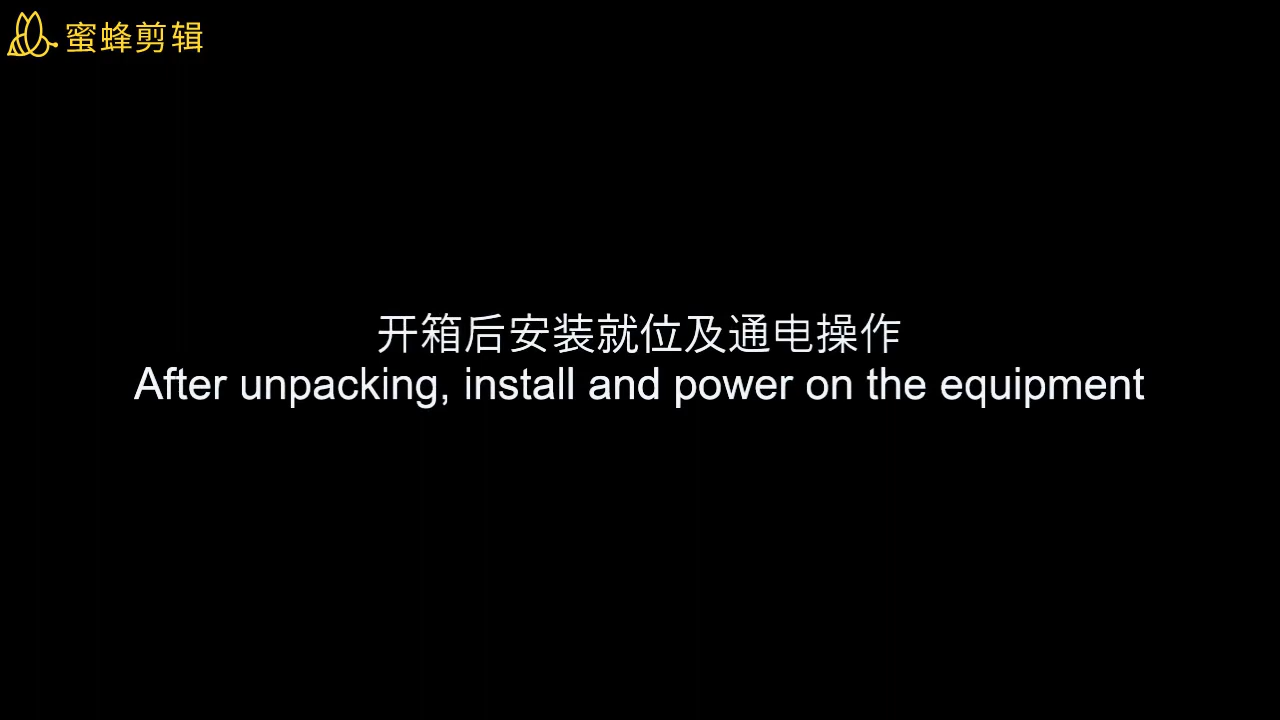 蜜蜂剪辑
开箱后安装就位及通电操作
After unpacking, install and power on the equipment